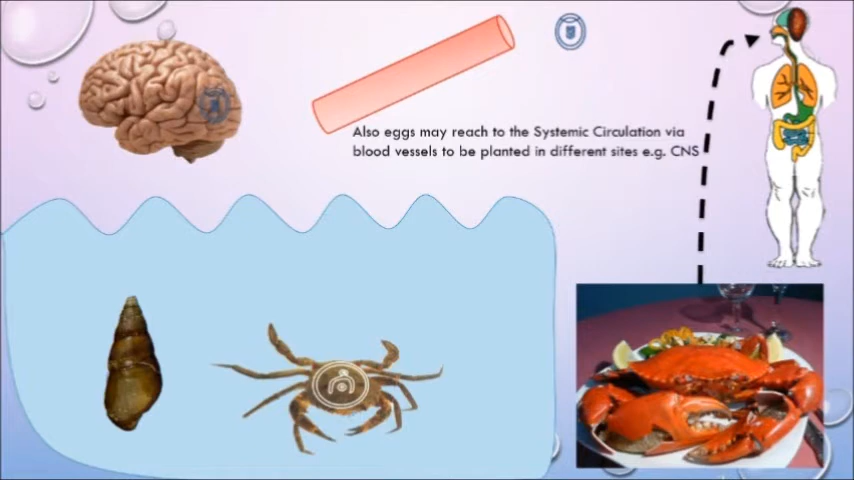 Also eggs may reach to the Systemic Circulation via
blood vessels to be planted in different sites e.g. CNS